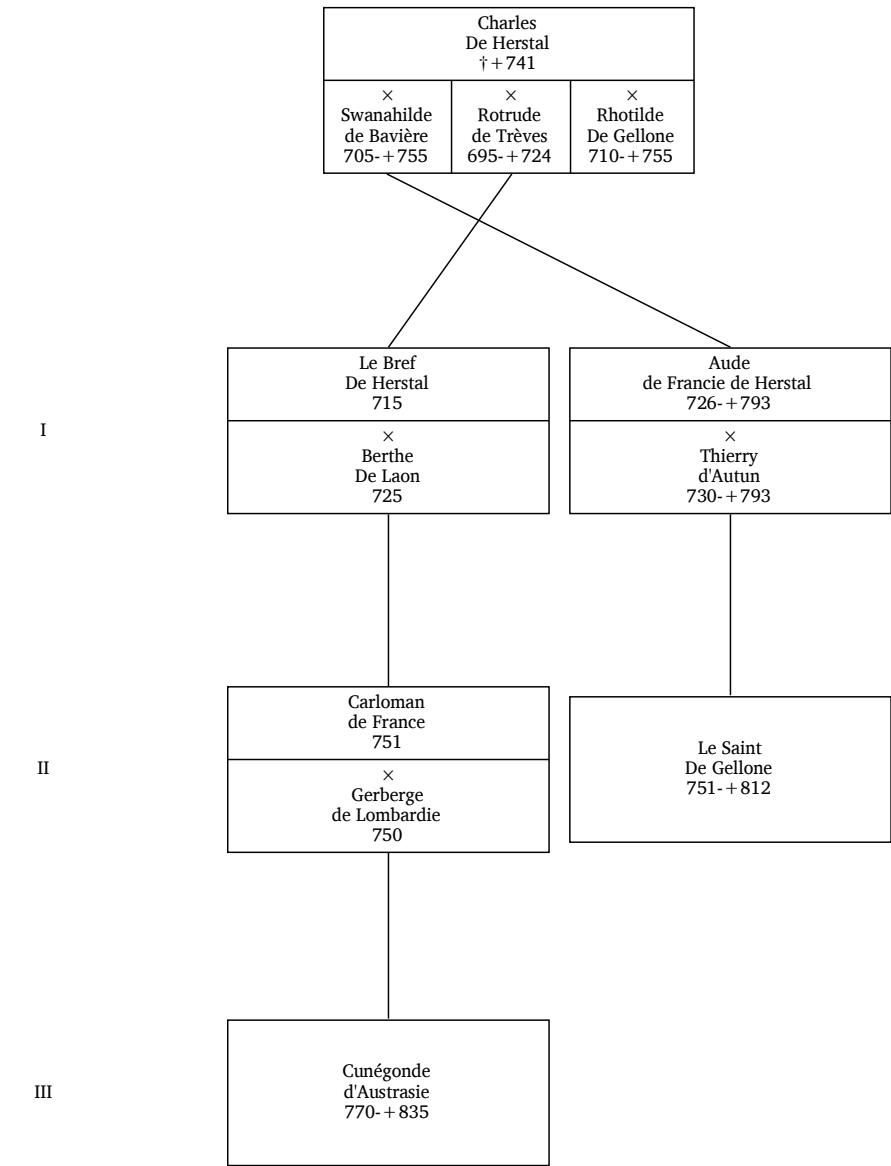 Charles
De Herstal
†+741
×
Swanahilde
de Bavière
705-+755
×
Rotrude
de Trèves
695-+724
×
Rhotilde
De Gellone
710-+755
I
Le Bref
De Herstal
715
×
Berthe
De Laon
725
Aude
de Francie de Herstal
726-+793
×
Thierry
d'Autun
730-+793
II
Carloman
de France
751
×
Gerberge
de Lombardie
750
Le Saint
De Gellone
751-+812
III
Cunégonde
d'Austrasie
770-+835